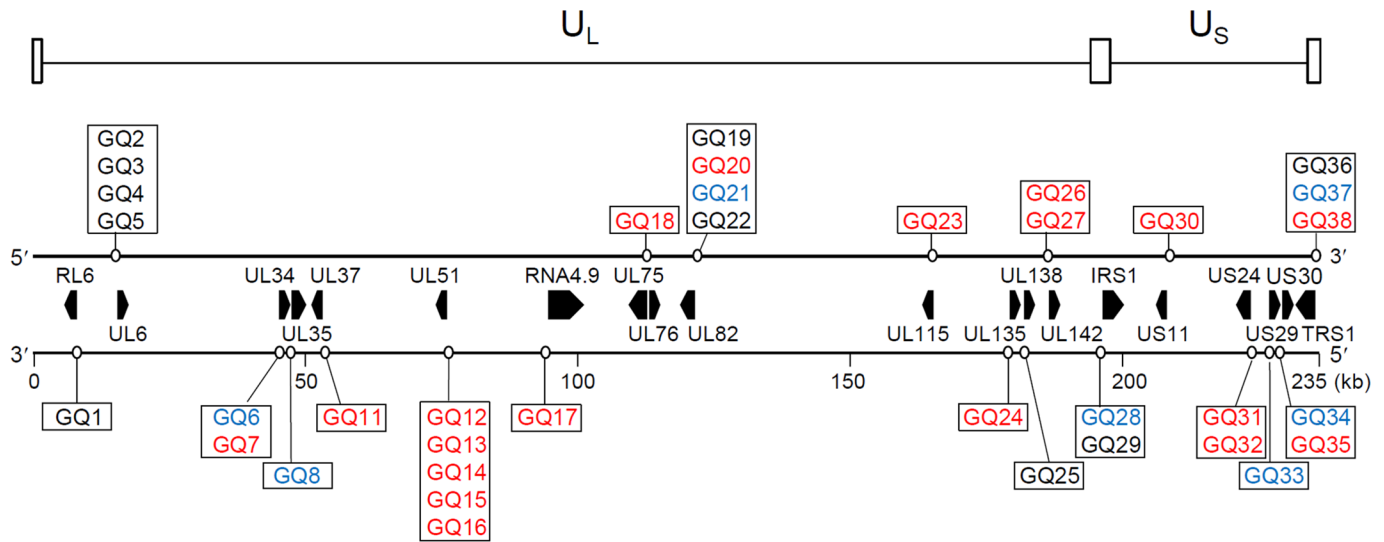 UL US
GQ2
GQ3
GQ4
GQ5
GQ18
GQ19
GQ20
GQ21
GQ22
GQ23
GQ26
GQ27
GQ30
GQ36
GQ37
GQ38
5′ 3′
RL6 UL34 UL37 UL51 RNA4.9 UL75 UL138 IRS1 US24 US30
UL6 UL35 UL76 UL82 UL115 UL135 UL142 US11 US29 TRS1
3′ 5′
0 50 100 150 200 235 (kb)
GQ1
GQ6
GQ7
GQ8
GQ11
GQ12
GQ13
GQ14
GQ15
GQ16
GQ17
GQ24
GQ25
GQ28
GQ29
GQ31
GQ32
GQ33
GQ34
GQ35